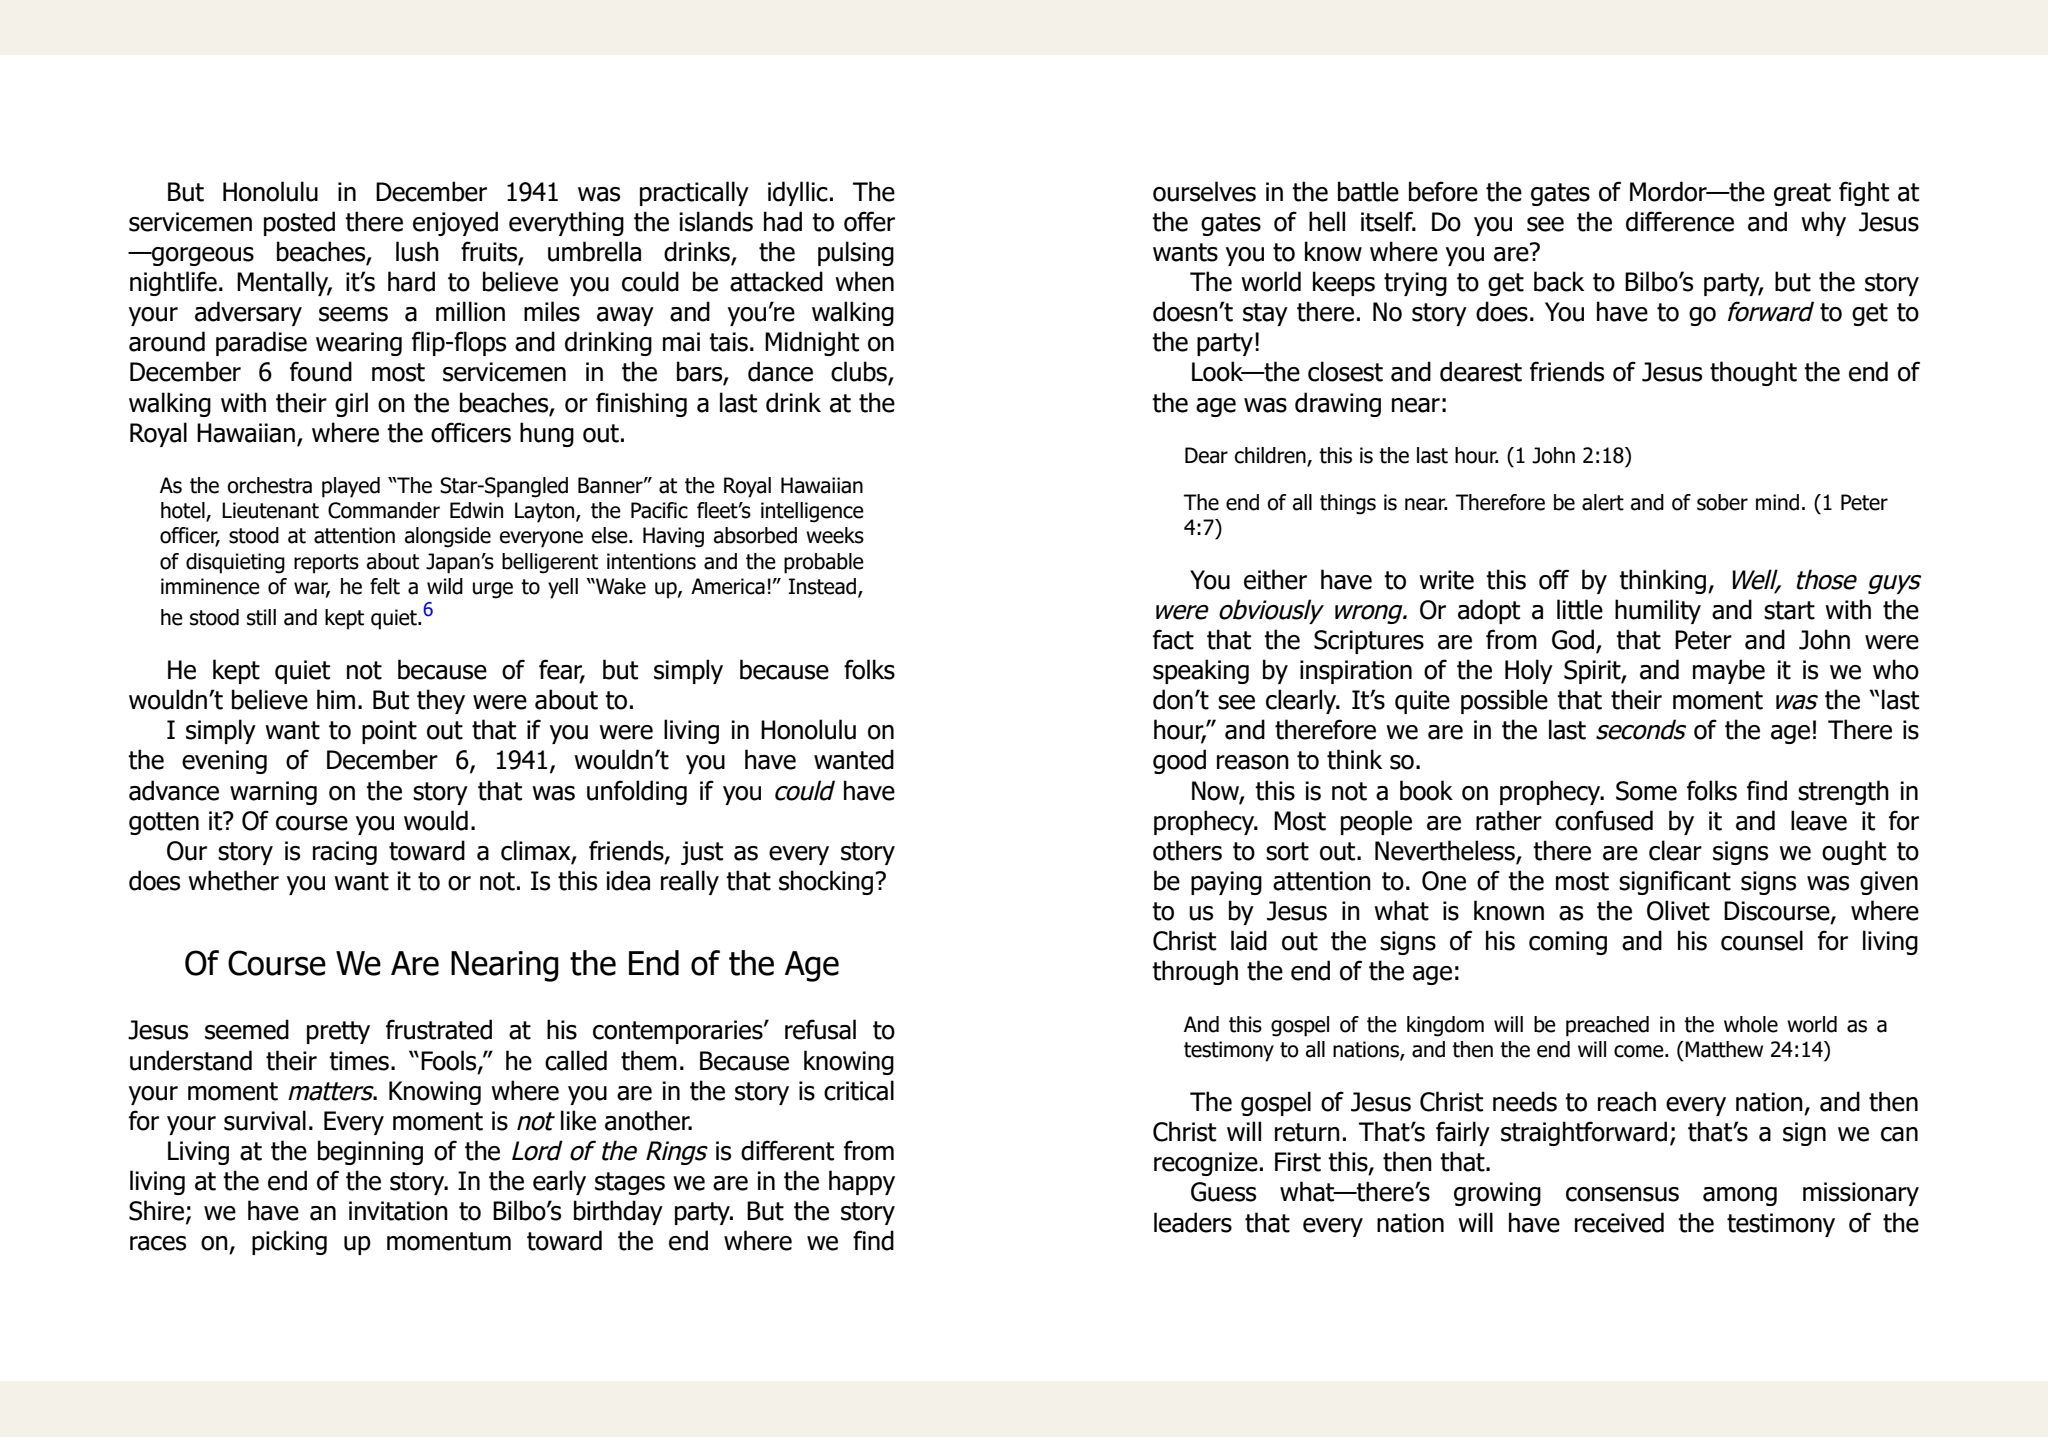 But Honolulu in December 1941 was practically idyllic. The
servicemen posted there enjoyed everything the islands had to offer
—gorgeous beaches, lush fruits, umbrella drinks, the pulsing
nightlife. Mentally, it’s hard to believe you could be attacked when
your adversary seems a million miles away and you’re walking
around paradise wearing flip-flops and drinking mai tais. Midnight on
December 6 found most servicemen in the bars, dance clubs,
walking with their girl on the beaches, or finishing a last drink at the
Royal Hawaiian, where the officers hung out.
As the orchestra played “The Star-Spangled Banner” at the Royal Hawaiian
hotel, Lieutenant Commander Edwin Layton, the Pacific fleet’s intelligence
officer, stood at attention alongside everyone else. Having absorbed weeks
of disquieting reports about Japan’s belligerent intentions and the probable
imminence of war, he felt a wild urge to yell “Wake up, America!” Instead,
he stood still and kept quiet.6
He kept quiet not because of fear, but simply because folks
wouldn’t believe him. But they were about to.
I simply want to point out that if you were living in Honolulu on
the evening of December 6, 1941, wouldn’t you have wanted
advance warning on the story that was unfolding if you could have
gotten it? Of course you would.
Our story is racing toward a climax, friends, just as every story
does whether you want it to or not. Is this idea really that shocking?
Of Course We Are Nearing the End of the Age
Jesus seemed pretty frustrated at his contemporaries’ refusal to
understand their times. “Fools,” he called them. Because knowing
your moment matters. Knowing where you are in the story is critical
for your survival. Every moment is not like another.
Living at the beginning of the Lord of the Rings is different from
living at the end of the story. In the early stages we are in the happy
Shire; we have an invitation to Bilbo’s birthday party. But the story
races on, picking up momentum toward the end where we find
ourselves in the battle before the gates of Mordor—the great fight at
the gates of hell itself. Do you see the difference and why Jesus
wants you to know where you are?
The world keeps trying to get back to Bilbo’s party, but the story
doesn’t stay there. No story does. You have to go forward to get to
the party!
Look—the closest and dearest friends of Jesus thought the end of
the age was drawing near:
Dear children, this is the last hour. (1 John 2:18)
The end of all things is near. Therefore be alert and of sober mind. (1 Peter
4:7)
You either have to write this off by thinking, Well, those guys
were obviously wrong. Or adopt a little humility and start with the
fact that the Scriptures are from God, that Peter and John were
speaking by inspiration of the Holy Spirit, and maybe it is we who
don’t see clearly. It’s quite possible that their moment was the “last
hour,” and therefore we are in the last seconds of the age! There is
good reason to think so.
Now, this is not a book on prophecy. Some folks find strength in
prophecy. Most people are rather confused by it and leave it for
others to sort out. Nevertheless, there are clear signs we ought to
be paying attention to. One of the most significant signs was given
to us by Jesus in what is known as the Olivet Discourse, where
Christ laid out the signs of his coming and his counsel for living
through the end of the age:
And this gospel of the kingdom will be preached in the whole world as a
testimony to all nations, and then the end will come. (Matthew 24:14)
The gospel of Jesus Christ needs to reach every nation, and then
Christ will return. That’s fairly straightforward; that’s a sign we can
recognize. First this, then that.
Guess what—there’s growing consensus among missionary
leaders that every nation will have received the testimony of the